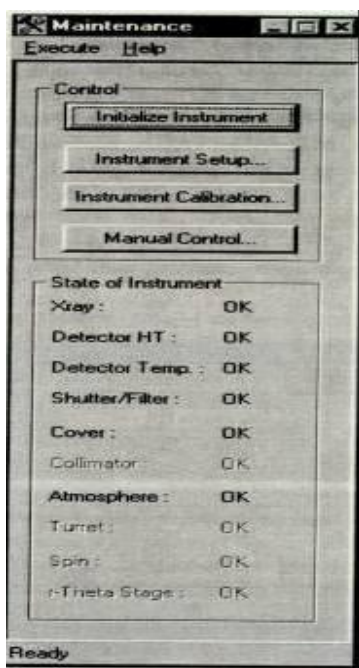 Maintenance
Execute Help
Control
Initialize Instrument
Instrument Setup...
Instrument Calibration...
Manual Control...
State of Instrument
Xray : OK
Detector HT : OK
Detector Temp. : OK
Shutter/Filter : OK
Cover : OK
Collimator : OK
Atmosphere : OK
Turret : OK
Spin : OK
r-Theta Stage : OK
Ready